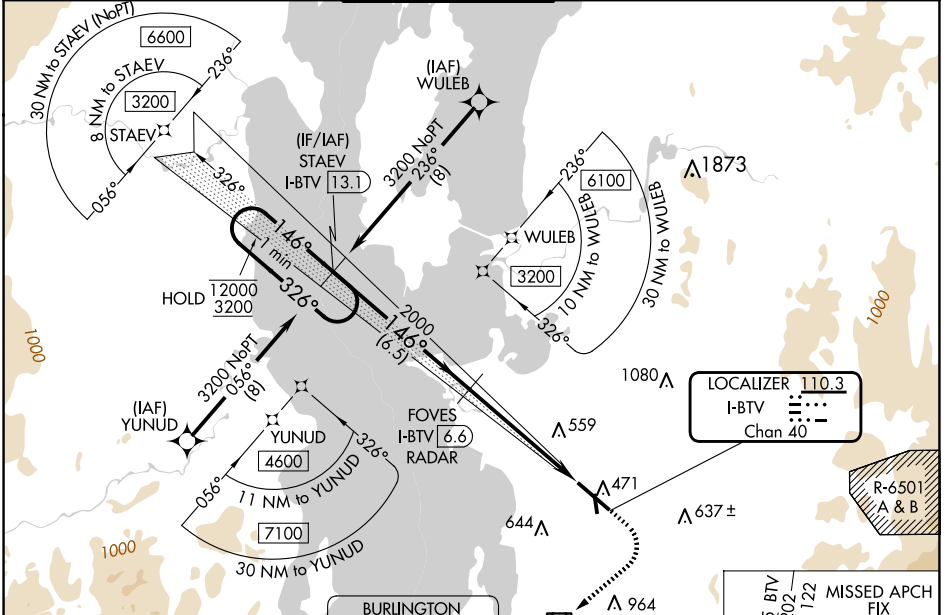 30 NM to STAEV (NoPT)
6600
236°
8 NM to STAEV
3200
STAEV
056°
326°
(IAF)
WULEB
3200 NoPT
236°
(8)
(IF/IAF)
STAEV
I-BTV 13.1
236°
6100
WULEB
3200
10 NM to WULEB
30 NM to WULEB
326°
1873
1000
146°
1 min
326°
HOLD 12000
3200
2000
146°
(6.5)
1000
3200 NoPT
056°
(8)
(IAF)
YUNUD
YUNUD
4600
326°
056°
11 NM to YUNUD
7100
30 NM to YUNUD
1000
FOVES
I-BTV 6.6
RADAR
1080
559
LOCALIZER 110.3
I-BTV
Chan 40
471
644
637 ±
R-6501
A & B
964
BURLINGTON
BTV
122
MISSED APCH
FIX